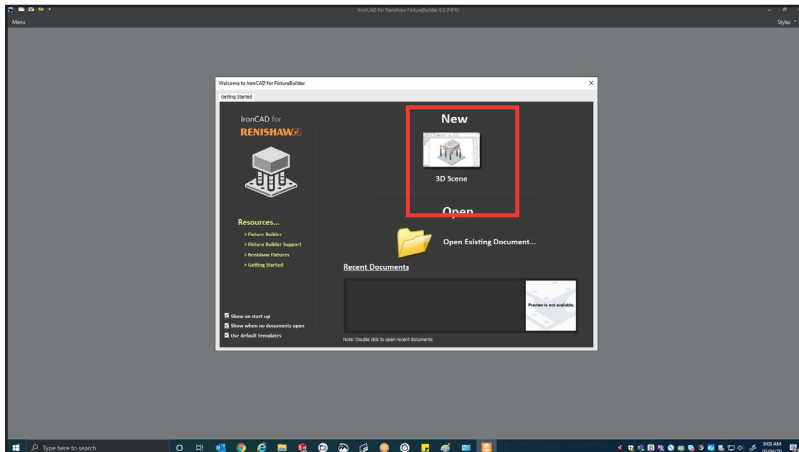 IronCAD for Renishaw FixtureBuilder 5.0 (NFR)
Menu
Styles
Welcome to IronCAD for FixtureBuilder
Getting Started
IronCAD for
RENISHAW
New
3D Scene
Open
Open Existing Document...
Resources...
> Fixture Builder
> Fixture Builder Support
> Renishaw Fixtures
> Getting Started
Recent Documents
Preview is not available.
Show on start-up
Show when no documents open
Use default templates
Note: Double click to open recent documents
Type here to search
9:00 AM